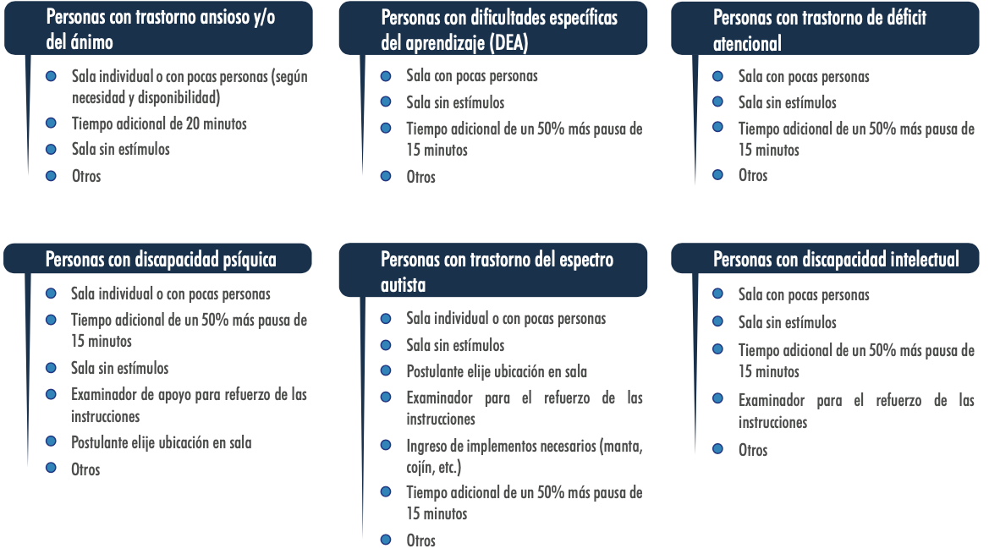 Personas con trastorno ansioso y/o
del ánimo
Sala individual o con pocas personas (según
necesidad y disponibilidad)
Tiempo adicional de 20 minutos
Sala sin estímulos
Otros
Personas con dificultades específicas
del aprendizaje (DEA)
Sala con pocas personas
Sala sin estímulos
Tiempo adicional de un 50% más pausa de
15 minutos
Otros
Personas con trastorno de déficit
atencional
Sala con pocas personas
Sala sin estímulos
Tiempo adicional de un 50% más pausa de
15 minutos
Otros
Personas con discapacidad psíquica
Sala individual o con pocas personas
Tiempo adicional de un 50% más pausa de
15 minutos
Sala sin estímulos
Examinador de apoyo para refuerzo de las
instrucciones
Postulante elije ubicación en sala
Otros
Personas con trastorno del espectro
autista
Sala individual o con pocas personas
Sala sin estímulos
Postulante elije ubicación en sala
Examinador para el refuerzo de las
instrucciones
Ingreso de implementos necesarios (manta,
cojín, etc.)
Tiempo adicional de un 50% más pausa de
15 minutos
Otros
Personas con discapacidad intelectual
Sala con pocas personas
Sala sin estímulos
Tiempo adicional de un 50% más pausa de
15 minutos
Examinador para el refuerzo de las
instrucciones
Otros